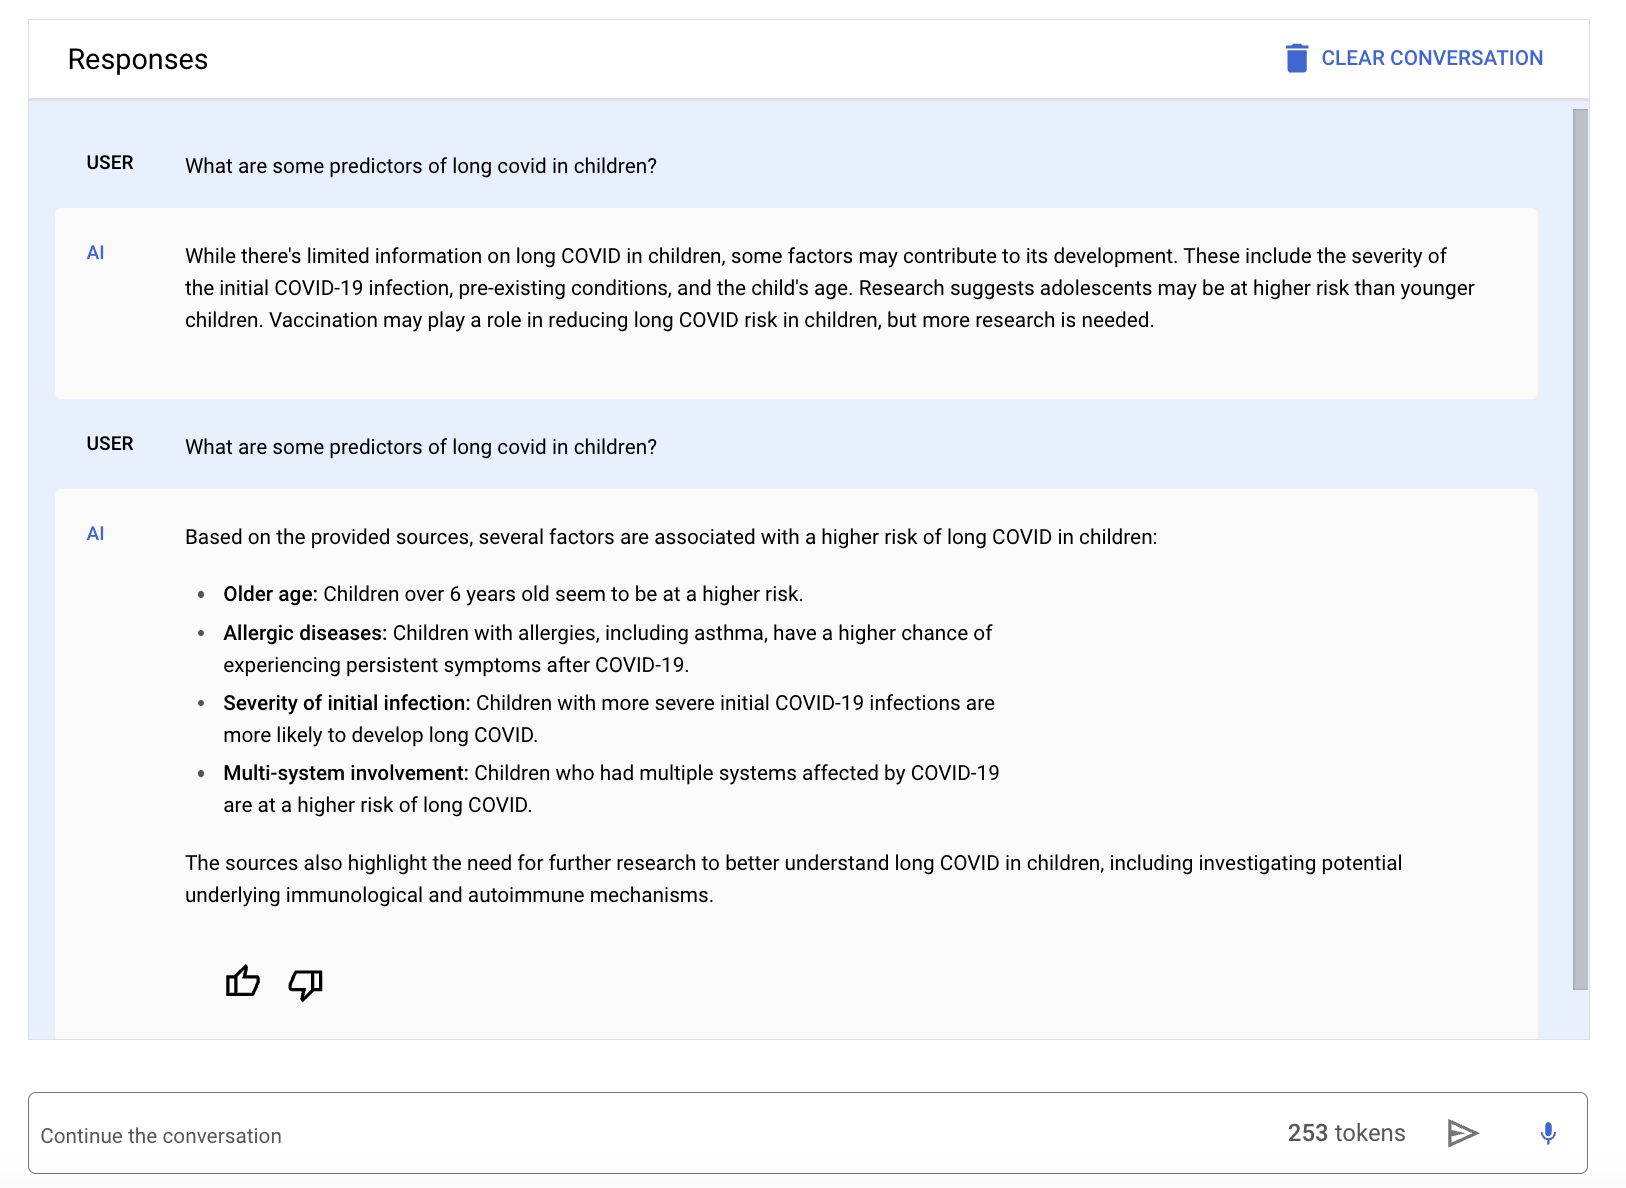 Responses
CLEAR CONVERSATION
USER
What are some predictors of long covid in children?
AI
While there's limited information on long COVID in children, some factors may contribute to its development. These include the severity of
the initial COVID-19 infection, pre-existing conditions, and the child's age. Research suggests adolescents may be at higher risk than younger
children. Vaccination may play a role in reducing long COVID risk in children, but more research is needed.
USER
What are some predictors of long covid in children?
AI
Based on the provided sources, several factors are associated with a higher risk of long COVID in children:
• Older age: Children over 6 years old seem to be at a higher risk.
• Allergic diseases: Children with allergies, including asthma, have a higher chance of
experiencing persistent symptoms after COVID-19.
• Severity of initial infection: Children with more severe initial COVID-19 infections are
more likely to develop long COVID.
• Multi-system involvement: Children who had multiple systems affected by COVID-19
are at a higher risk of long COVID.
The sources also highlight the need for further research to better understand long COVID in children, including investigating potential
underlying immunological and autoimmune mechanisms.
Continue the conversation
253 tokens